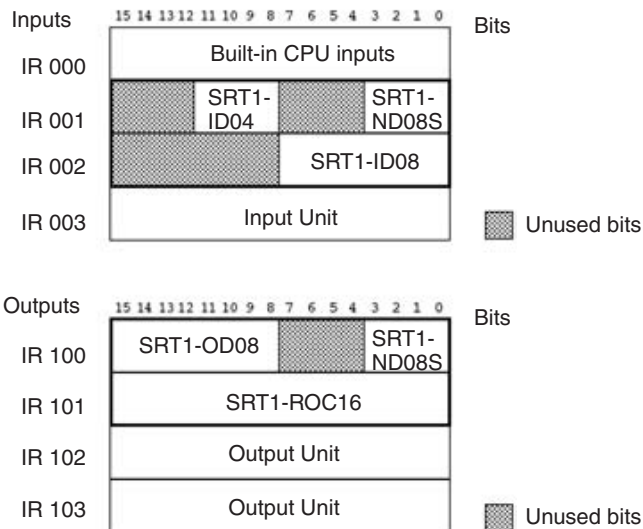 Inputs
15 14 13 12 11 10 9 8 7 6 5 4 3 2 1 0
Bits
IR 000
Built-in CPU inputs
IR 001
SRT1-
ID04
SRT1-
ND08S
IR 002
SRT1-ID08
IR 003
Input Unit
Unused bits
Outputs
15 14 13 12 11 10 9 8 7 6 5 4 3 2 1 0
Bits
IR 100
SRT1-OD08
SRT1-
ND08S
IR 101
SRT1-ROC16
IR 102
Output Unit
IR 103
Output Unit
Unused bits